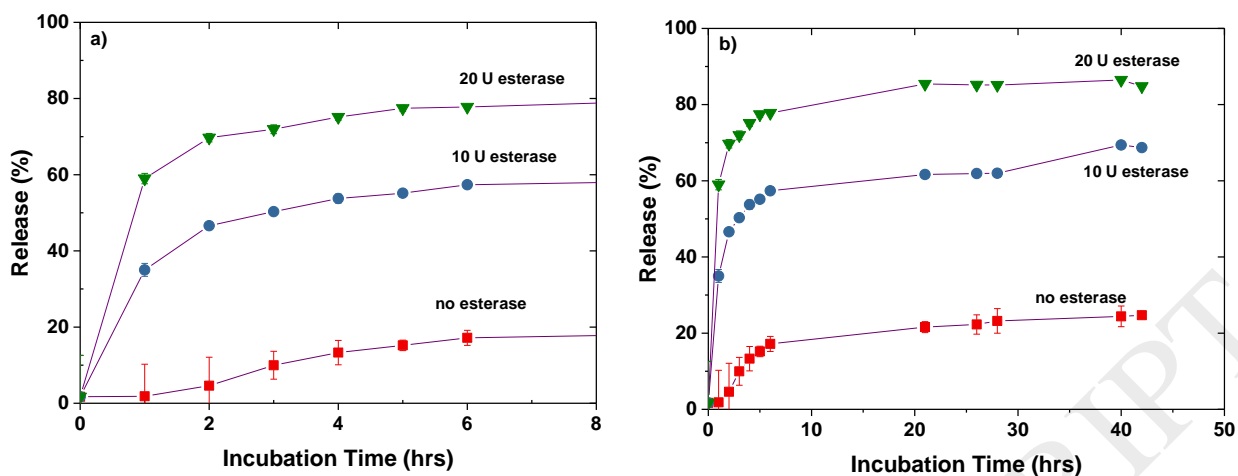 a)
100
80
60
40
20
0
Release (%)
20 U esterase
10 U esterase
no esterase
0 2 4 6 8
Incubation Time (hrs)
b)
100
80
60
40
20
0
Release (%)
20 U esterase
10 U esterase
no esterase
0 10 20 30 40 50
Incubation Time (hrs)
RIPT